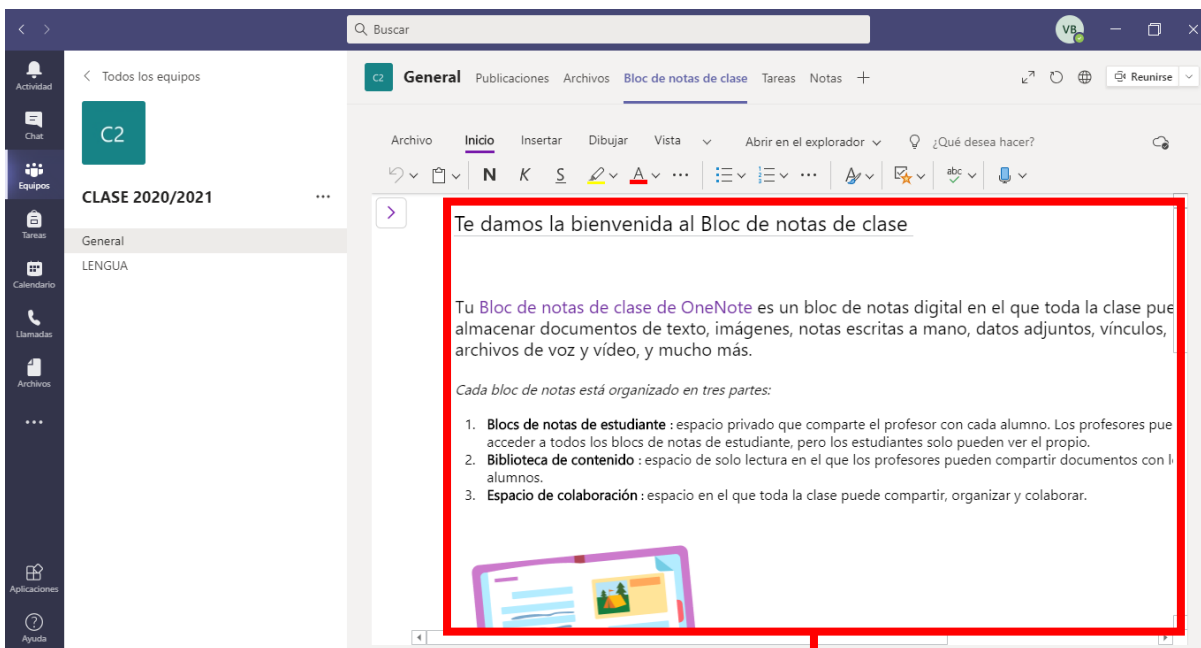 Buscar
VB
Actividad
Chat
Equipos
Tareas
Calendario
Llamadas
Archivos
Aplicaciones
Ayuda
Todos los equipos
C2
CLASE 2020/2021
General
LENGUA
C2 General Publicaciones Archivos Bloc de notas de clase Tareas Notas Reunirse
Archivo Inicio Insertar Dibujar Vista Abrir en el explorador ¿Qué desea hacer?
N K S A abc
Te damos la bienvenida al Bloc de notas de clase
Tu Bloc de notas de clase de OneNote es un bloc de notas digital en el que toda la clase pue
almacenar documentos de texto, imágenes, notas escritas a mano, datos adjuntos, vínculos,
archivos de voz y vídeo, y mucho más.
Cada bloc de notas está organizado en tres partes:
1. Blocs de notas de estudiante : espacio privado que comparte el profesor con cada alumno. Los profesores pue
acceder a todos los blocs de notas de estudiante, pero los estudiantes solo pueden ver el propio.
2. Biblioteca de contenido : espacio de solo lectura en el que los profesores pueden compartir documentos con l
alumnos.
3. Espacio de colaboración : espacio en el que toda la clase puede compartir, organizar y colaborar.